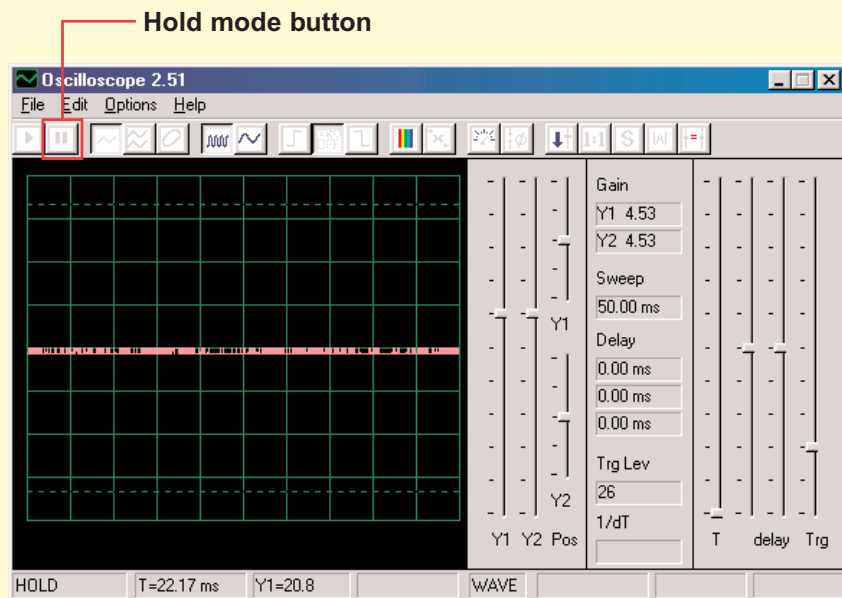 Hold mode button
Oscilloscope 2.51
File Edit Options Help
1:1 S W
Gain
Y1 4.53
Y2 4.53
Sweep
50.00 ms
Y1
Delay
0.00 ms
0.00 ms
0.00 ms
Trg Lev
26
Y2
1/dT
Y1 Y2 Pos
T delay Trg
HOLD T=22.17 ms Y1=20.8 WAVE